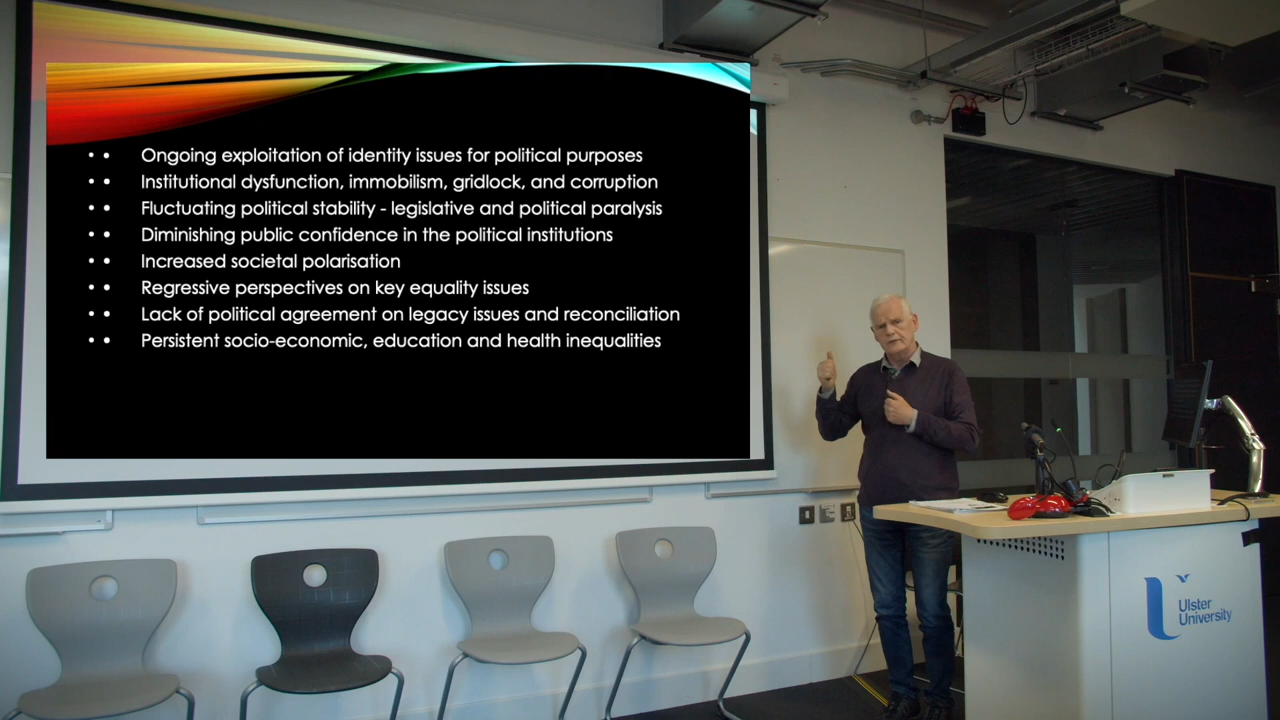 • • Ongoing exploitation of identity issues for political purposes
• • Institutional dysfunction, immobilism, gridlock, and corruption
• • Fluctuating political stability - legislative and political paralysis
• • Diminishing public confidence in the political institutions
• • Increased societal polarisation
• • Regressive perspectives on key equality issues
• • Lack of political agreement on legacy issues and reconciliation
• • Persistent socio-economic, education and health inequalities
Ulster
University